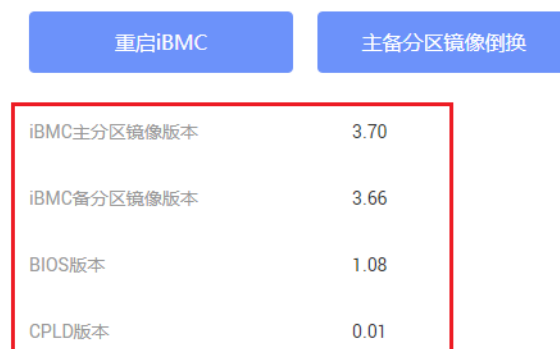 重启iBMC 主备分区镜像倒换
iBMC主分区镜像版本 3.70
iBMC备分区镜像版本 3.66
BIOS版本 1.08
CPLD版本 0.01